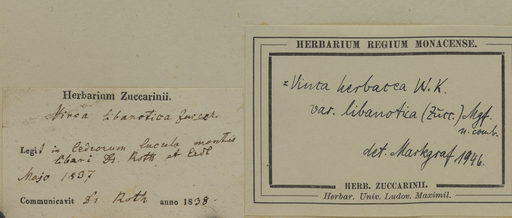 Herbarium Zuccarinii.
Vinca libanotica Zuccar
Legit in Cedrorum lucula montis
Libani Dr. Roth et Erdl
Majo 1837
Communicavit Dr Roth anno 1838.
HERBARIUM REGIUM MONACENSE.
= Vinca herbacea W. K.
var. libanotica (Zucc.) Mgf.
n. comb.
det. Markgraf 1946.
HERB. ZUCCARINII.
Herbar. Univ. Ludov. Maximil.